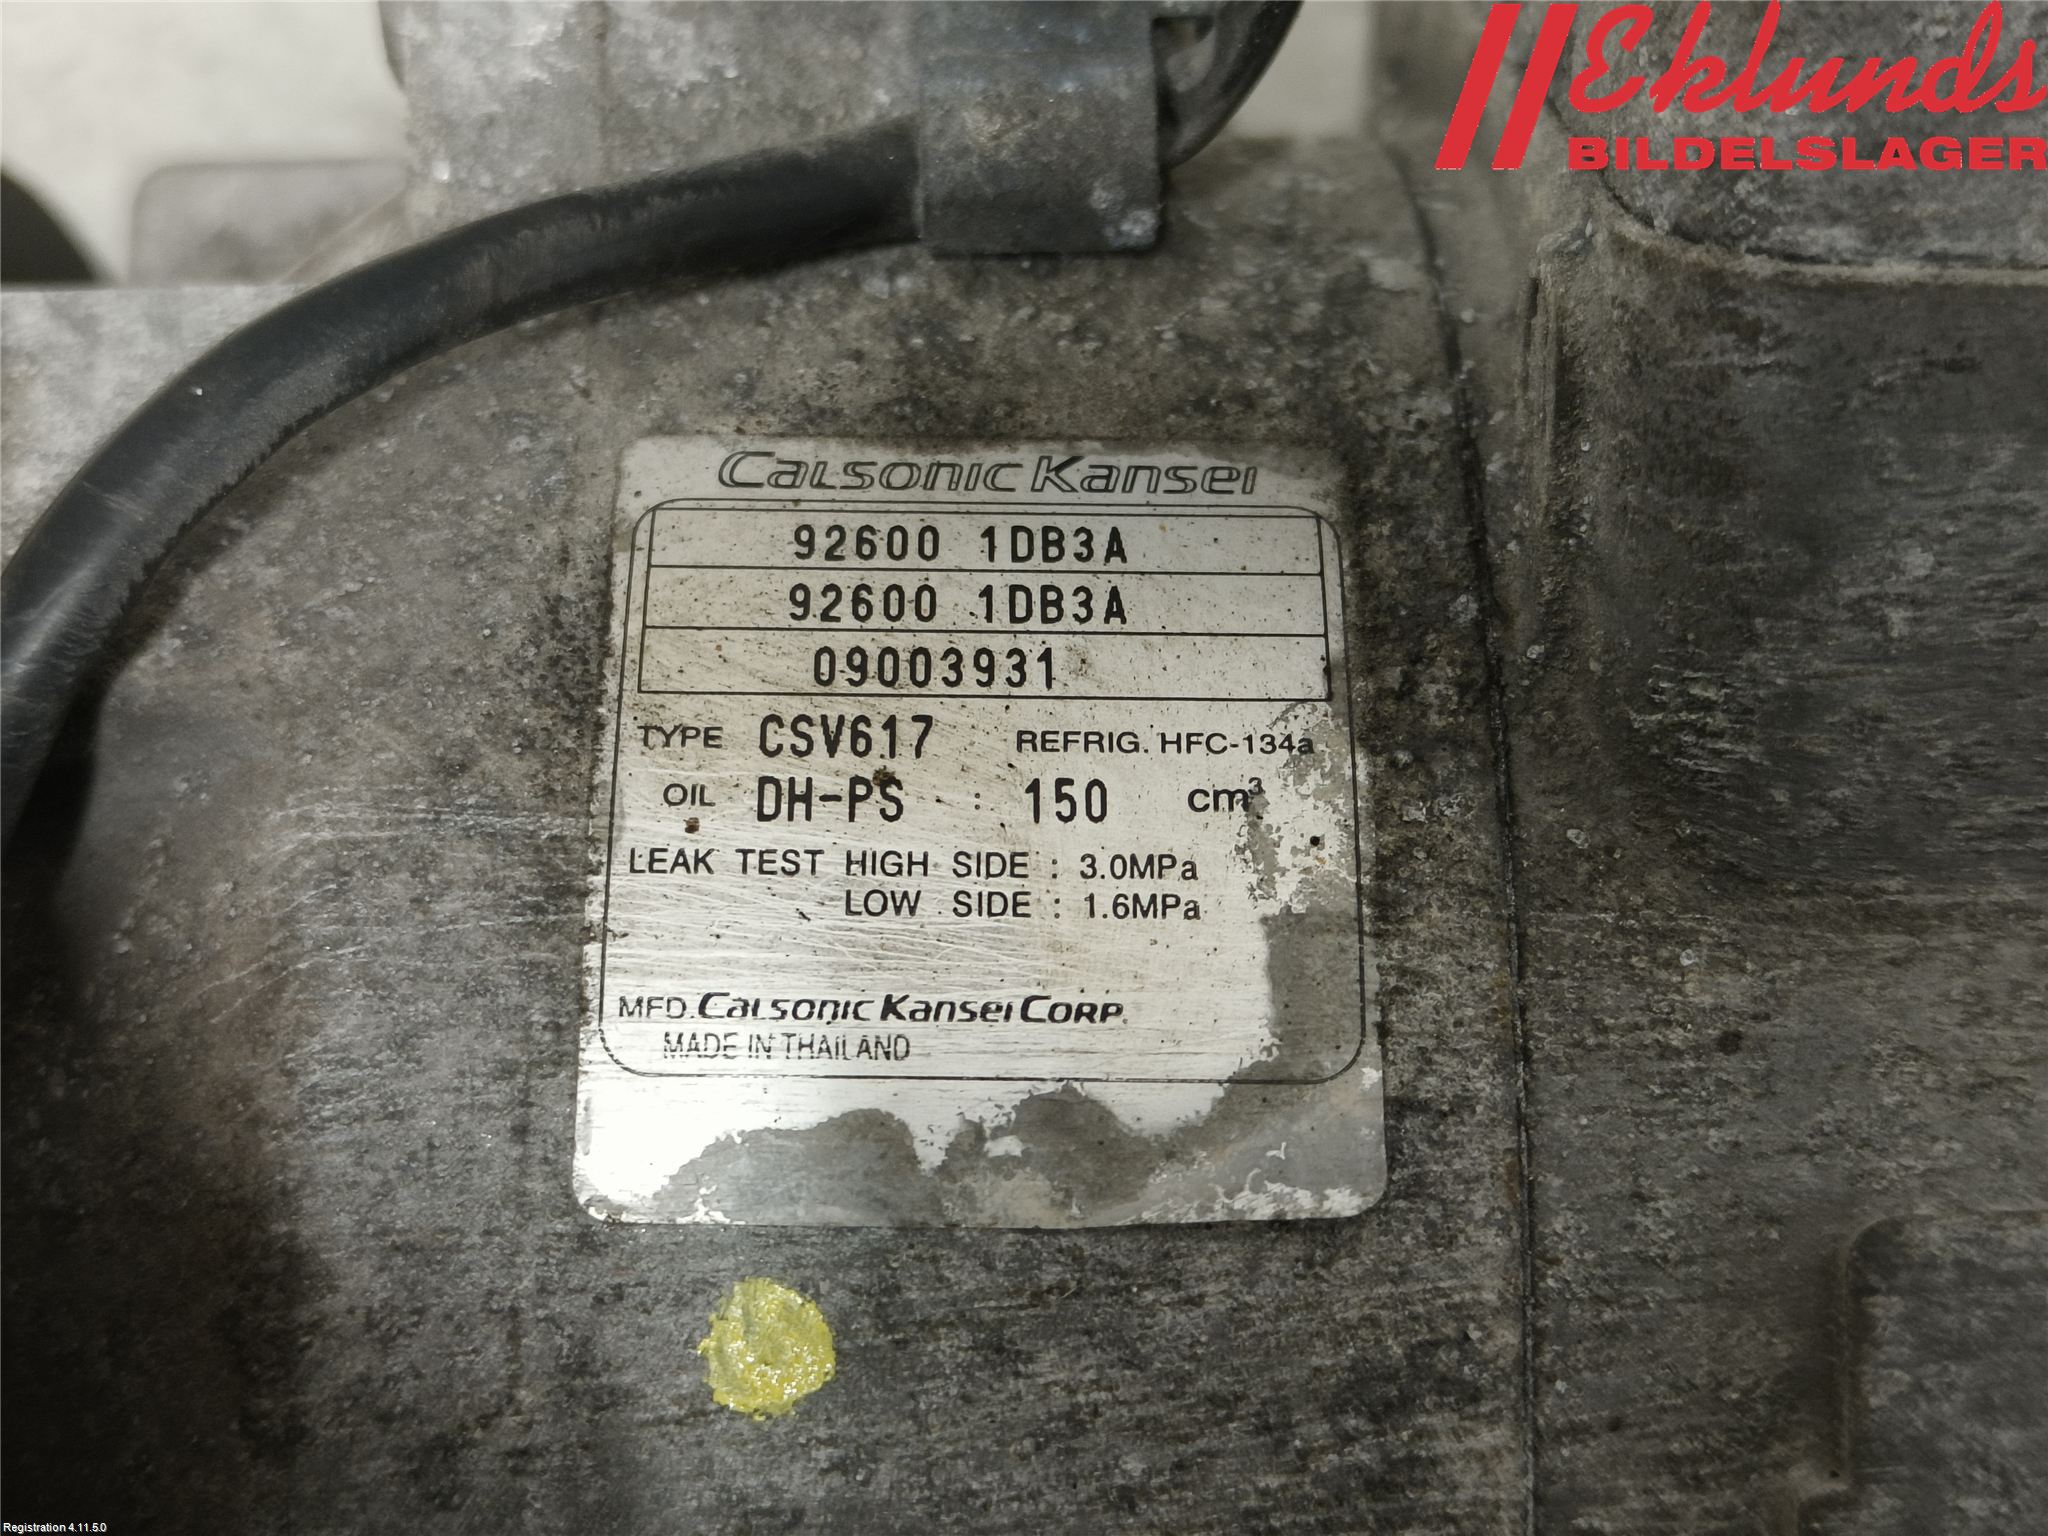 Eklunds
BILDELSLAGER
Calsonic Kansei
92600 1DB3A
92600 1DB3A
09003931
TYPE CSV617 REFRIG. HFC-134a
OIL DH-PS : 150 cm³
LEAK TEST HIGH SIDE : 3.0MPa
LOW SIDE : 1.6MPa
MFD. Calsonic Kansei CORP.
MADE IN THAILAND
Registration 4.11.5.0